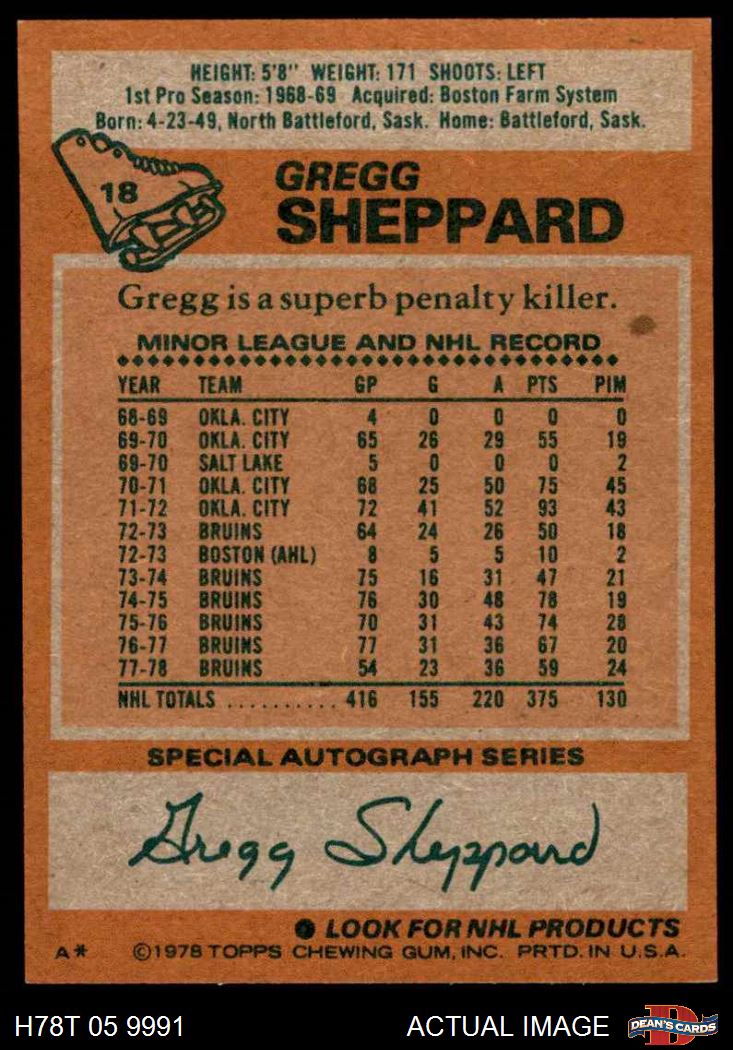 HEIGHT: 5'8" WEIGHT: 171 SHOOTS: LEFT
1st Pro Season: 1968-69 Acquired: Boston Farm System
Born: 4-23-49, North Battleford, Sask. Home: Battleford, Sask.
18
GREGG
SHEPPARD
Gregg is a superb penalty killer.
MINOR LEAGUE AND NHL RECORD
YEAR TEAM GP G A PTS PIM
68-69 OKLA. CITY 4 0 0 0 0
69-70 OKLA. CITY 65 26 29 55 19
69-70 SALT LAKE 5 0 0 0 2
70-71 OKLA. CITY 68 25 50 75 45
71-72 OKLA. CITY 72 41 52 93 43
72-73 BRUINS 64 24 26 50 18
72-73 BOSTON (AHL) 8 5 5 10 2
73-74 BRUINS 75 16 31 47 21
74-75 BRUINS 76 30 48 78 19
75-76 BRUINS 70 31 43 74 28
76-77 BRUINS 77 31 36 67 20
77-78 BRUINS 54 23 36 59 24
NHL TOTALS .......... 416 155 220 375 130
SPECIAL AUTOGRAPH SERIES
Gregg Sheppard
LOOK FOR NHL PRODUCTS
A* ©1978 TOPPS CHEWING GUM, INC. PRTD. IN U.S.A.
H78T 05 9991 ACTUAL IMAGE DEAN'S CARDS